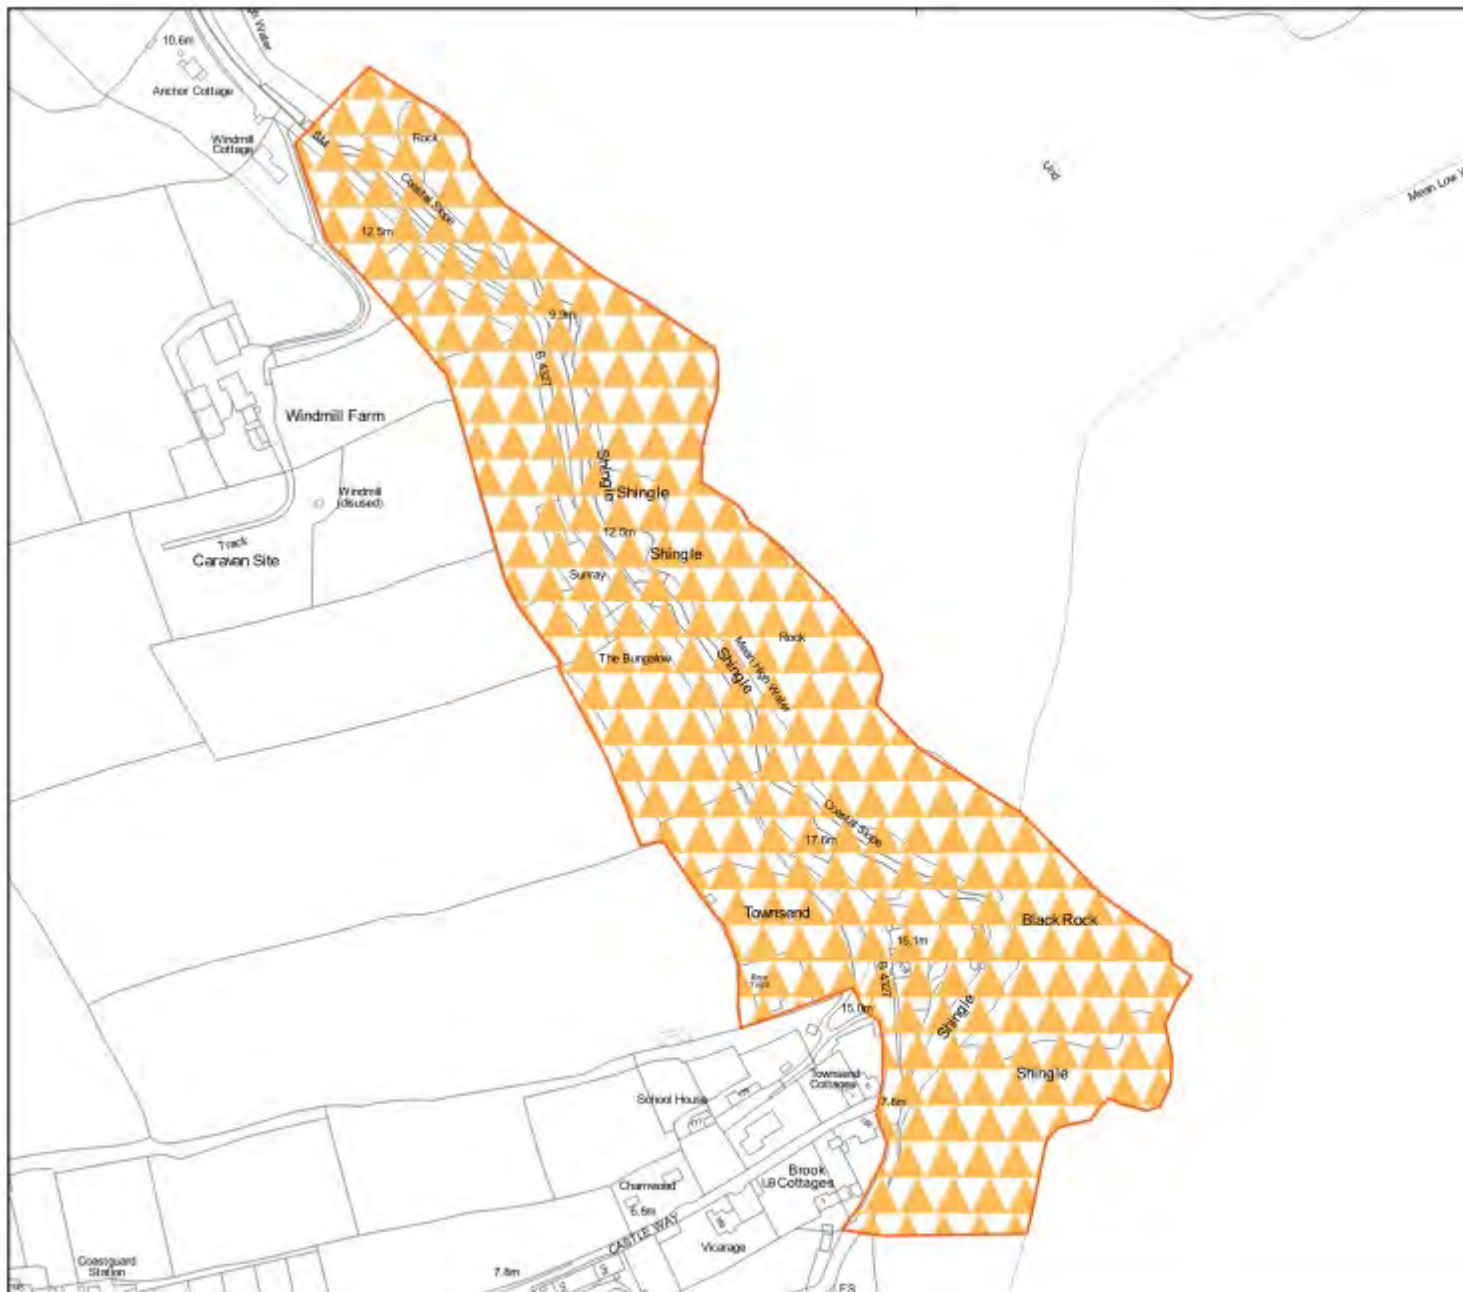 10.6m
Anchor Cottage
Windmill
Cottage
Rock
Coastal Slope
12.5m
9.9m
B 4327
Mean Low
Windmill Farm
Shingle
Shingle
Windmill
(disused)
12.5m
Track
Caravan Site
Shingle
Sunray
Rock
The Bungalow
Shingle
Mean High Water
Coastal Slope
17.6m
Townsend
Black Rock
15.1m
B 4327
Shingle
15.0m
Townsend
Cottages
Shingle
School House
7.6m
Brook
LB Cottages
Charnwood
5.6m
CASTLE WAY
Vicarage
Coastguard
Station
7.8m
ES